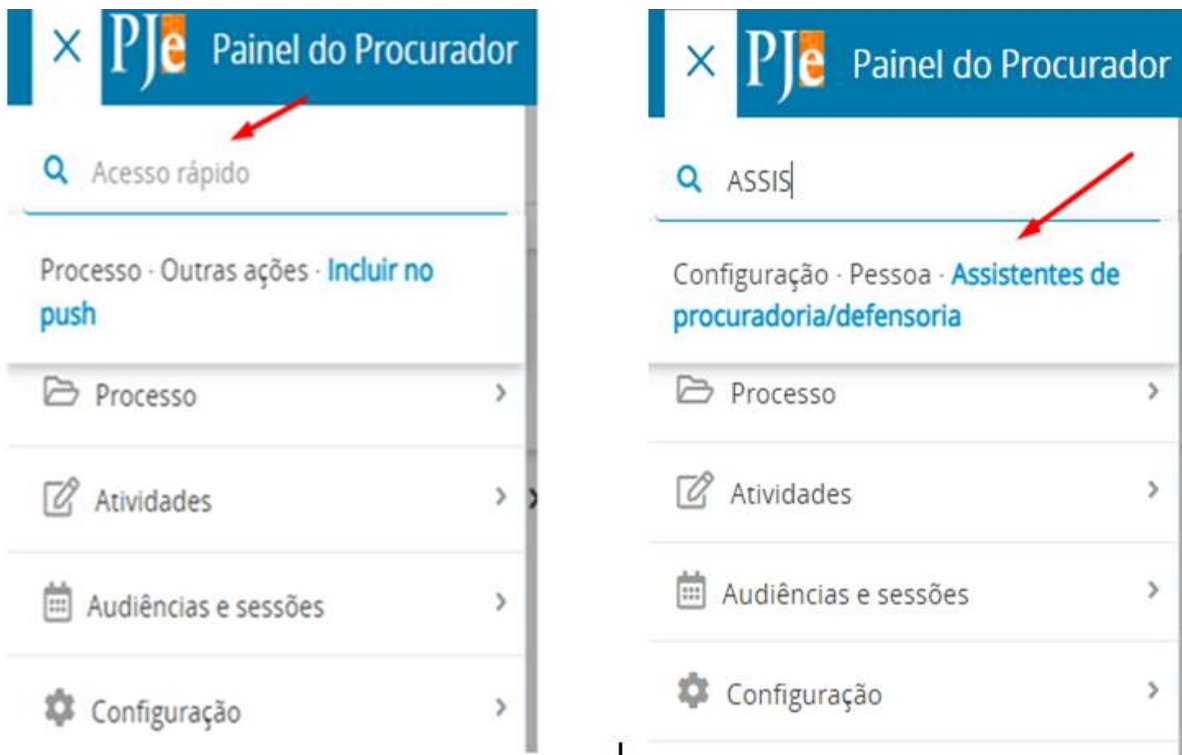 PJe Painel do Procurador
Acesso rápido
Processo · Outras ações · Incluir no
push
Processo
Atividades
Audiências e sessões
Configuração
PJe Painel do Procurador
ASSIS
Configuração · Pessoa · Assistentes de
procuradoria/defensoria
Processo
Atividades
Audiências e sessões
Configuração